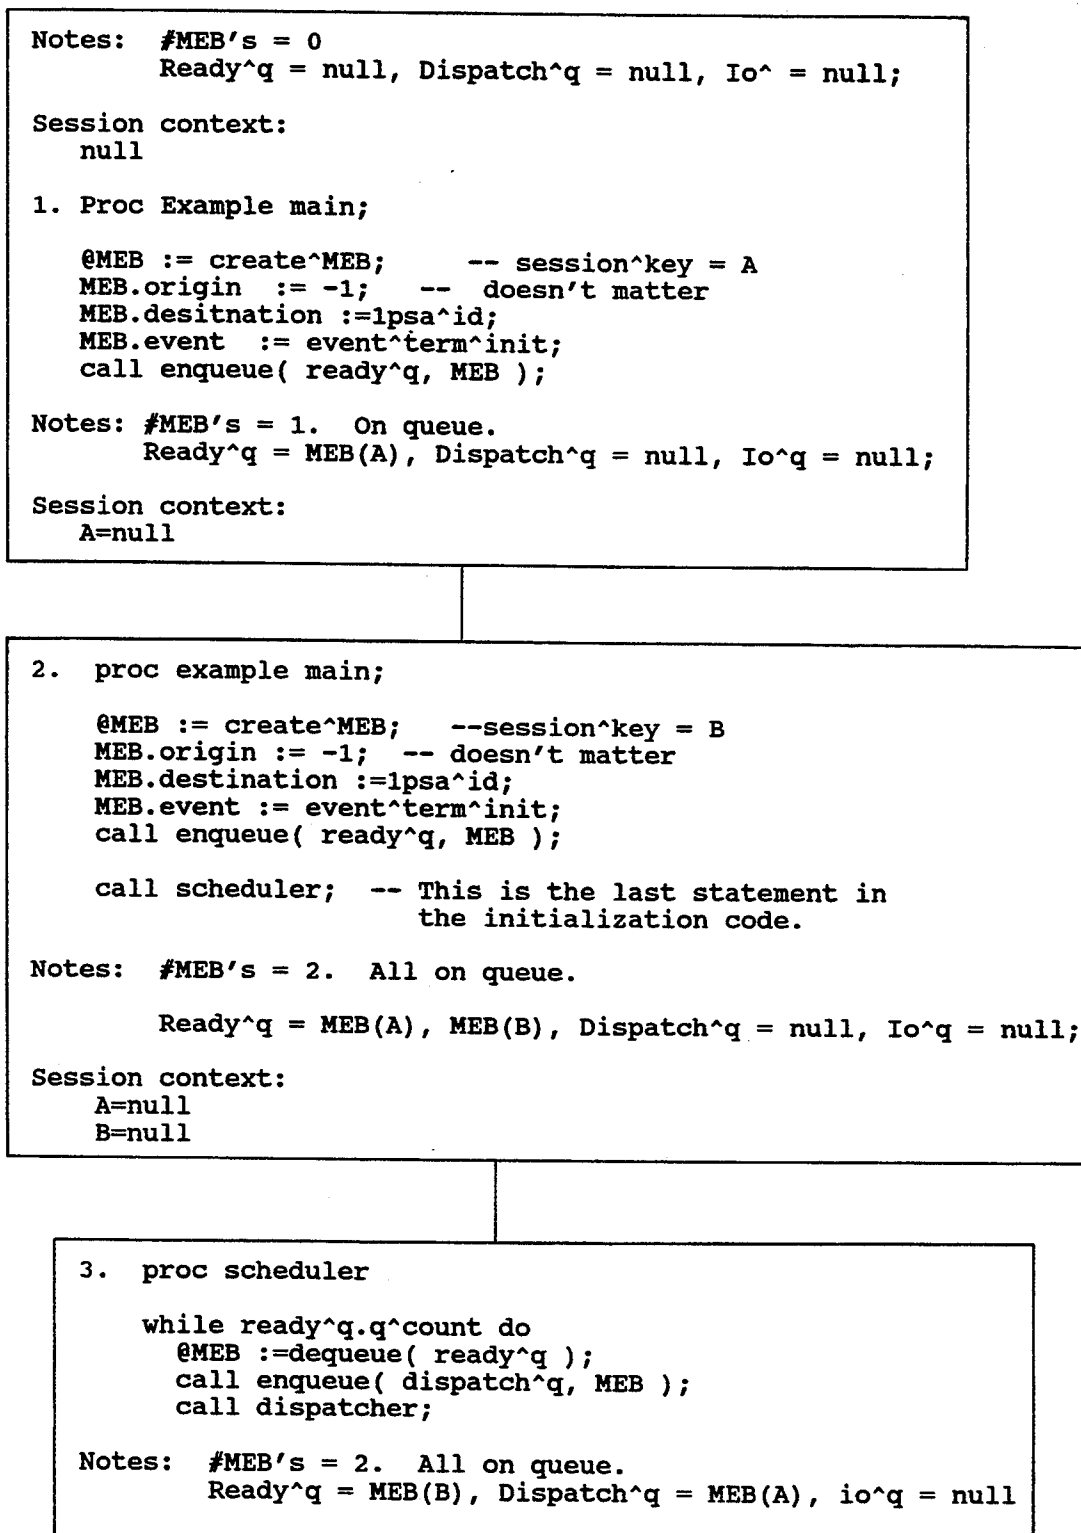 Notes: #MEB's = 0
Ready^q = null, Dispatch^q = null, Io^ = null;
Session context:
null
1. Proc Example main;
@MEB := create^MEB; -- session^key = A
MEB.origin := -1; -- doesn't matter
MEB.desitnation :=1psa^id;
MEB.event := event^term^init;
call enqueue( ready^q, MEB );
Notes: #MEB's = 1. On queue.
Ready^q = MEB(A), Dispatch^q = null, Io^q = null;
Session context:
A=null
2. proc example main;
@MEB := create^MEB; --session^key = B
MEB.origin := -1; -- doesn't matter
MEB.destination :=1psa^id;
MEB.event := event^term^init;
call enqueue( ready^q, MEB );
call scheduler; -- This is the last statement in
the initialization code.
Notes: #MEB's = 2. All on queue.
Ready^q = MEB(A), MEB(B), Dispatch^q = null, Io^q = null;
Session context:
A=null
B=null
3. proc scheduler
while ready^q.q^count do
@MEB :=dequeue( ready^q );
call enqueue( dispatch^q, MEB );
call dispatcher;
Notes: #MEB's = 2. All on queue.
Ready^q = MEB(B), Dispatch^q = MEB(A), io^q = null